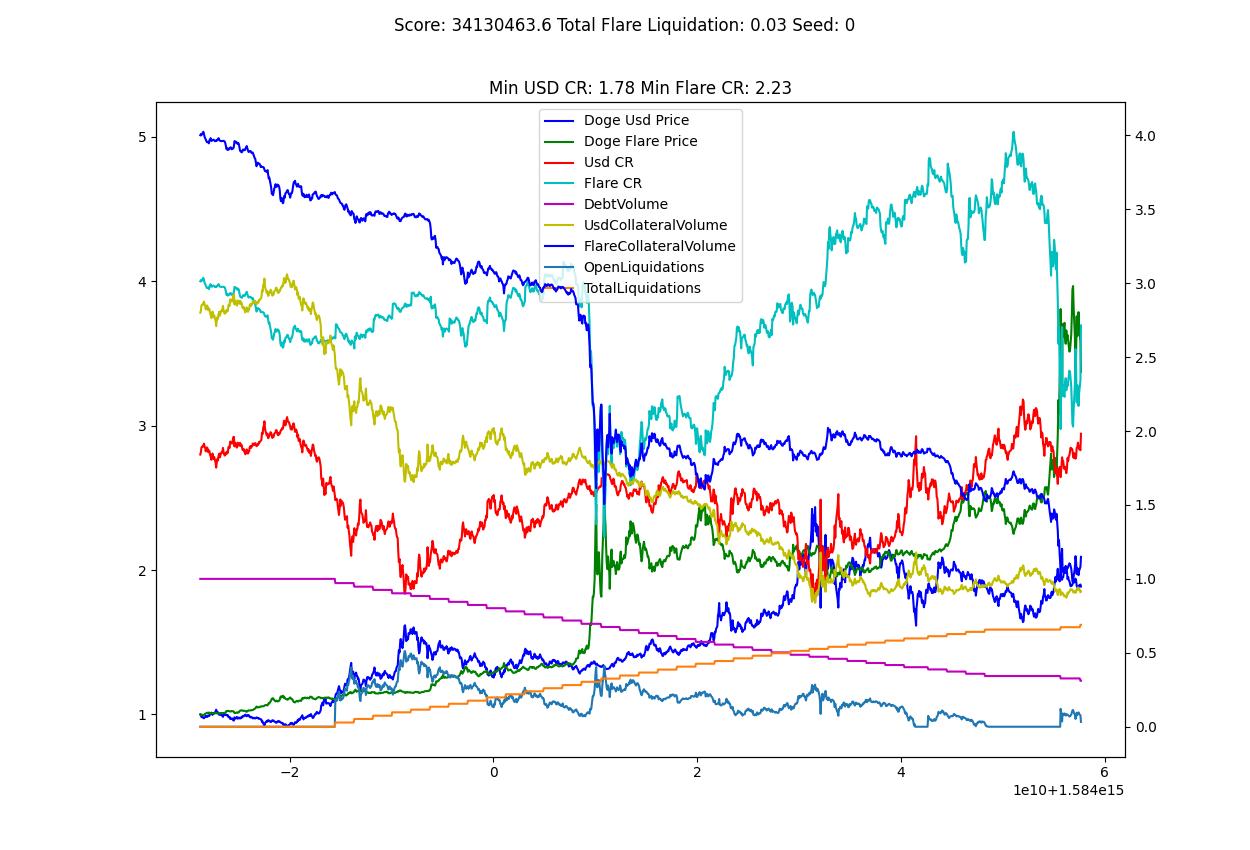 Score: 34130463.6 Total Flare Liquidation: 0.03 Seed: 0
Min USD CR: 1.78 Min Flare CR: 2.23
Doge Usd Price
Doge Flare Price
Usd CR
Flare CR
DebtVolume
UsdCollateralVolume
FlareCollateralVolume
OpenLiquidations
TotalLiquidations
5
4
3
2
1
4.0
3.5
3.0
2.5
2.0
1.5
1.0
0.5
0.0
−2
0
2
4
6
1e10+1.584e15